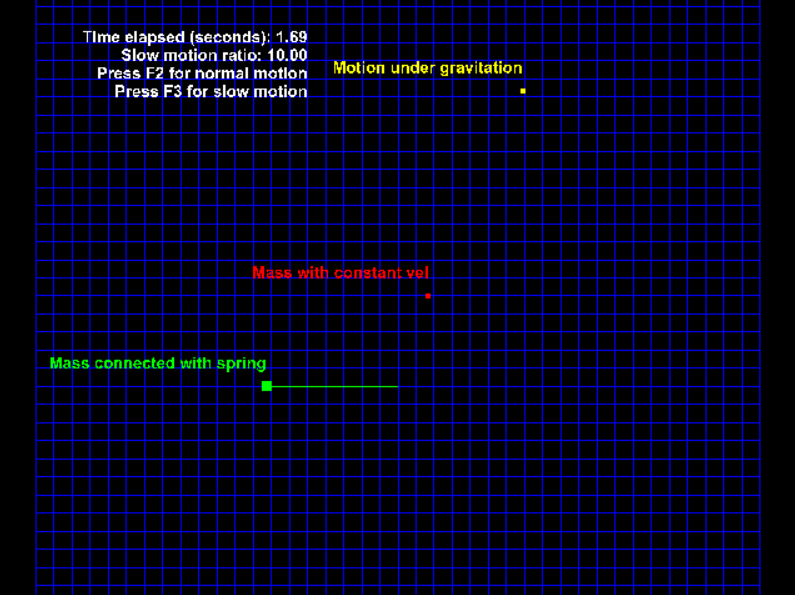 Time elapsed (seconds): 1.69
Slow motion ratio: 10.00
Press F2 for normal motion
Press F3 for slow motion
Motion under gravitation
Mass with constant vel
Mass connected with spring